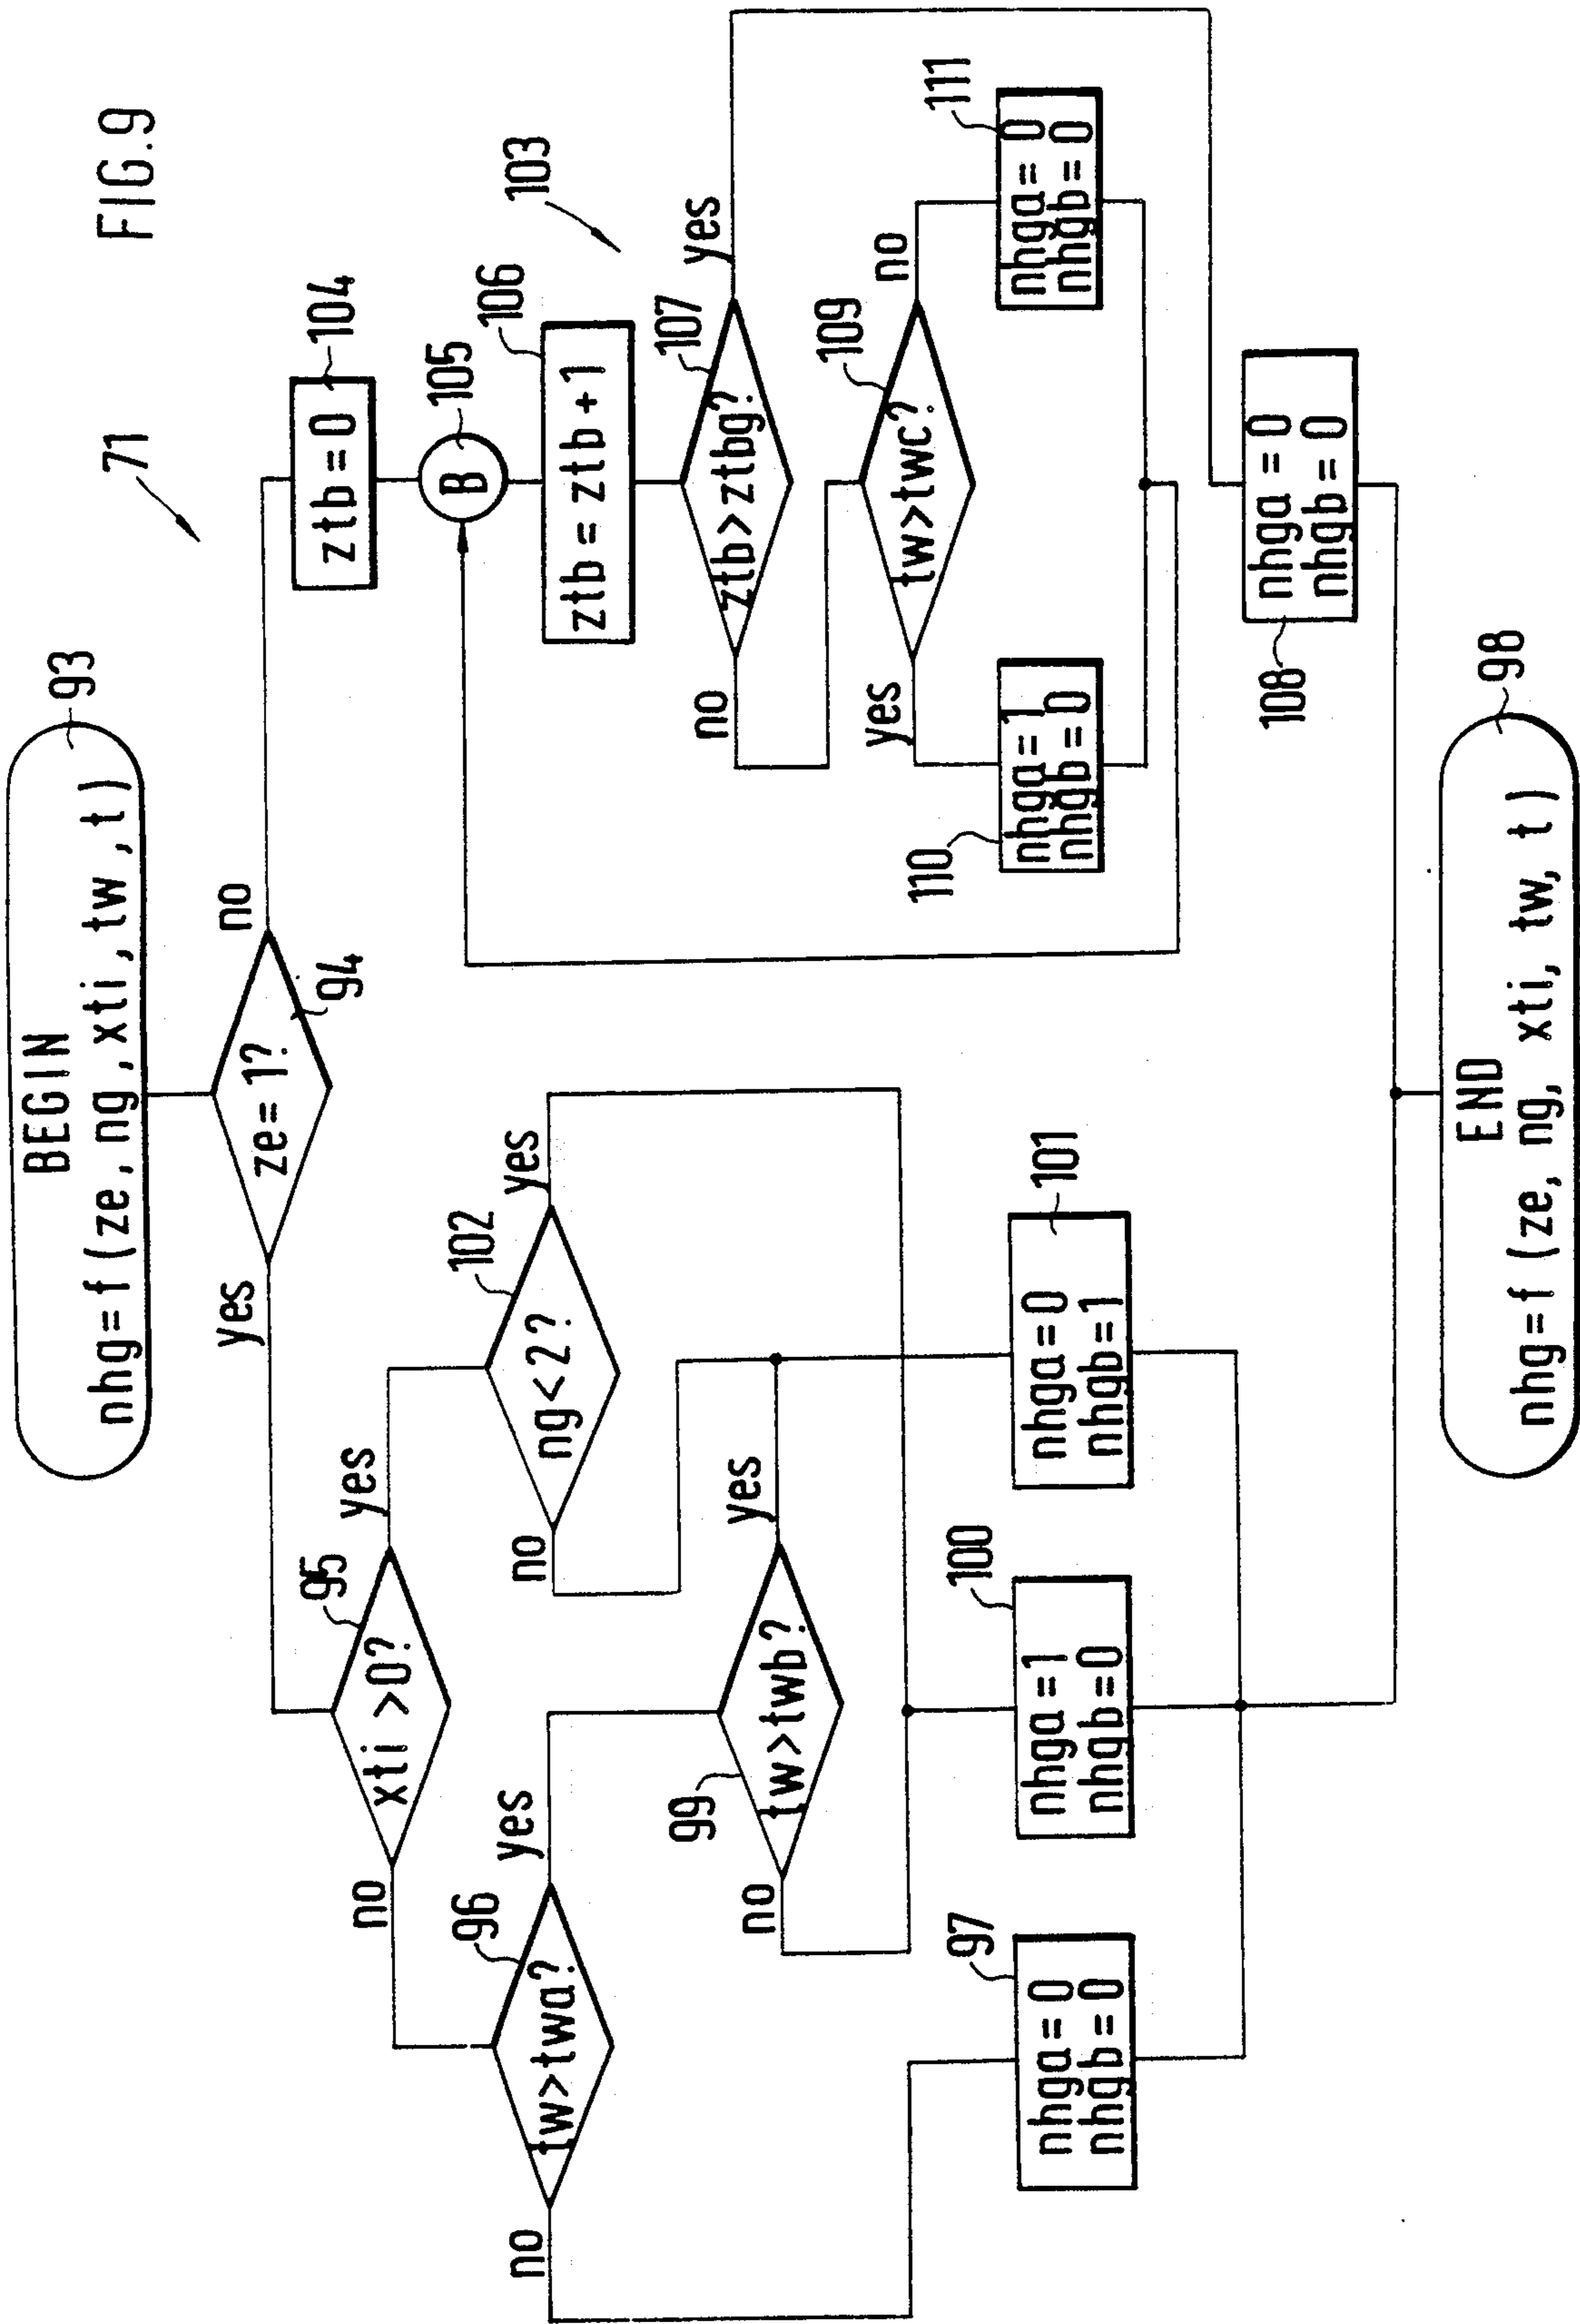 FIG.9
71
BEGIN
nhg=f(ze,ng,xti,tw,t)
93
ze=1?
94
yes
no
xti>0?
95
no
yes
ztb=0
104
B
105
tw>twa?
96
no
yes
ng<2?
102
no
yes
ztb=ztb+1
106
103
ztb>ztbg?
107
no
yes
tw>twb?
99
no
yes
tw>twc?
109
yes
no
nhga=0
nhgb=0
97
nhga=1
nhgb=0
100
nhga=0
nhgb=1
101
nhga=1
nhgb=0
110
nhga=0
nhgb=0
111
nhga=0
nhgb=0
108
END
nhg=f(ze, ng, xti, tw, t)
98